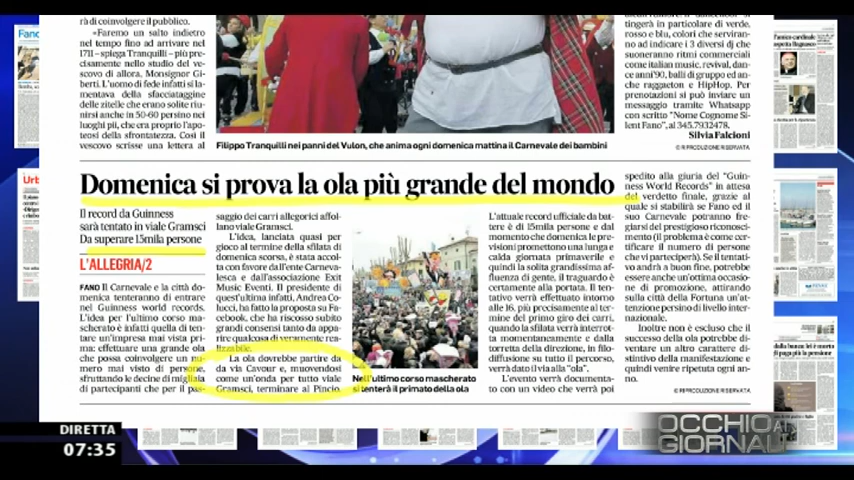 rà di coinvolgere il pubblico.
«Faremo un salto indietro
nel tempo fino ad arrivare nel
1711 – spiega Tranquilli – più pre-
cisamente nello studio del ve-
scovo di allora, Monsignor Gi-
berti. L'uomo di fede infatti si la-
mentava della sfacciataggine
delle zitelle che erano solite riu-
nirsi anche in 50-60 persino nei
luoghi pii, che era proprio l'apo-
teosi della sfrontatezza. Così il
vescovo scrisse una lettera al
Filippo Tranquilli nei panni del Vulon, che anima ogni domenica mattina il Carnevale dei bambini
tingerà in particolare di verde,
rosso e blu, colori che serviran-
no ad indicare i 3 diversi dj che
suoneranno ritmi commerciali
come italian music, revival, dan-
ce anni'90, balli di gruppo ed an-
che raggaeton e HipHop. Per
prenotazioni si può inviare un
messaggio tramite Whatsapp
con scritto "Nome Cognome Si-
lent Fano", al 345.7932478.
Silvia Falcioni
© RIPRODUZIONE RISERVATA
Domenica si prova la ola più grande del mondo
Il record da Guinness
sarà tentato in viale Gramsci
Da superare 15mila persone
L'ALLEGRIA/2
FANO Il Carnevale e la città di
domenica tenteranno di entrare
nel Guinness world records.
L'idea per l'ultimo corso ma-
scherato è infatti quella di ten-
tare un'impresa mai vista pri-
ma: effettuare una grande ola
che possa coinvolgere un nu-
mero mai visto di persone,
sfruttando le decine di migliaia
di partecipanti che per il pas-
saggio dei carri allegorici affol-
lano viale Gramsci.
L'idea, lanciata quasi per
gioco al termine della sfilata di
domenica scorsa, è stata accolta
con favore dall'ente Carneva-
lesca e dall'associazione Exit
Music Eventi. Il presidente di
quest'ultima infatti, Andrea Co-
lucci, ha fatto la proposta su Fa-
cebook, che ha riscosso subito
grandi consensi tanto da appa-
rire qualcosa di veramente rea-
lizzabile.
La ola dovrebbe partire da
da via Cavour e, muovendosi
come un'onda per tutto viale
Gramsci, terminare al Pincio.
Nell'ultimo corso mascherato
si tenterà il primato della ola
L'attuale record ufficiale da bat-
tere è di 15mila persone e dal
momento che domenica le pre-
visioni promettono una lunga e
calda giornata primaverile e
quindi la solita grandissima af-
fluenza di gente, il traguardo è
certamente alla portata. Il ten-
tativo verrà effettuato intorno
alle 16, più precisamente al ter-
mine del primo giro dei carri,
quando la sfilata verrà interrot-
ta momentaneamente e dalla
torretta della direzione, in filo-
diffusione su tutto il percorso,
verrà dato il via alla "ola".
L'evento verrà documenta-
to con un video che verrà poi
spedito alla giuria del "Guin-
ness World Records" in attesa
del verdetto finale, grazie al
quale si stabilirà se Fano ed il
suo Carnevale potranno fre-
giarsi del prestigioso riconosci-
mento (il problema è come cer-
tificare il numero di persone
che vi parteciperà). Se il tentati-
vo andrà a buon fine, potrebbe
essere anche un'ottima occasio-
ne di promozione, attirando
sulla città della Fortuna un'at-
tenzione persino di livello inter-
nazionale.
Inoltre non è escluso che il
successo della ola potrebbe di-
ventare un altro carattere di-
stintivo della manifestazione e
quindi venire ripetuta ogni an-
no.
© RIPRODUZIONE RISERVATA
DIRETTA
07:35
OCCHIO AI
GIORNALI